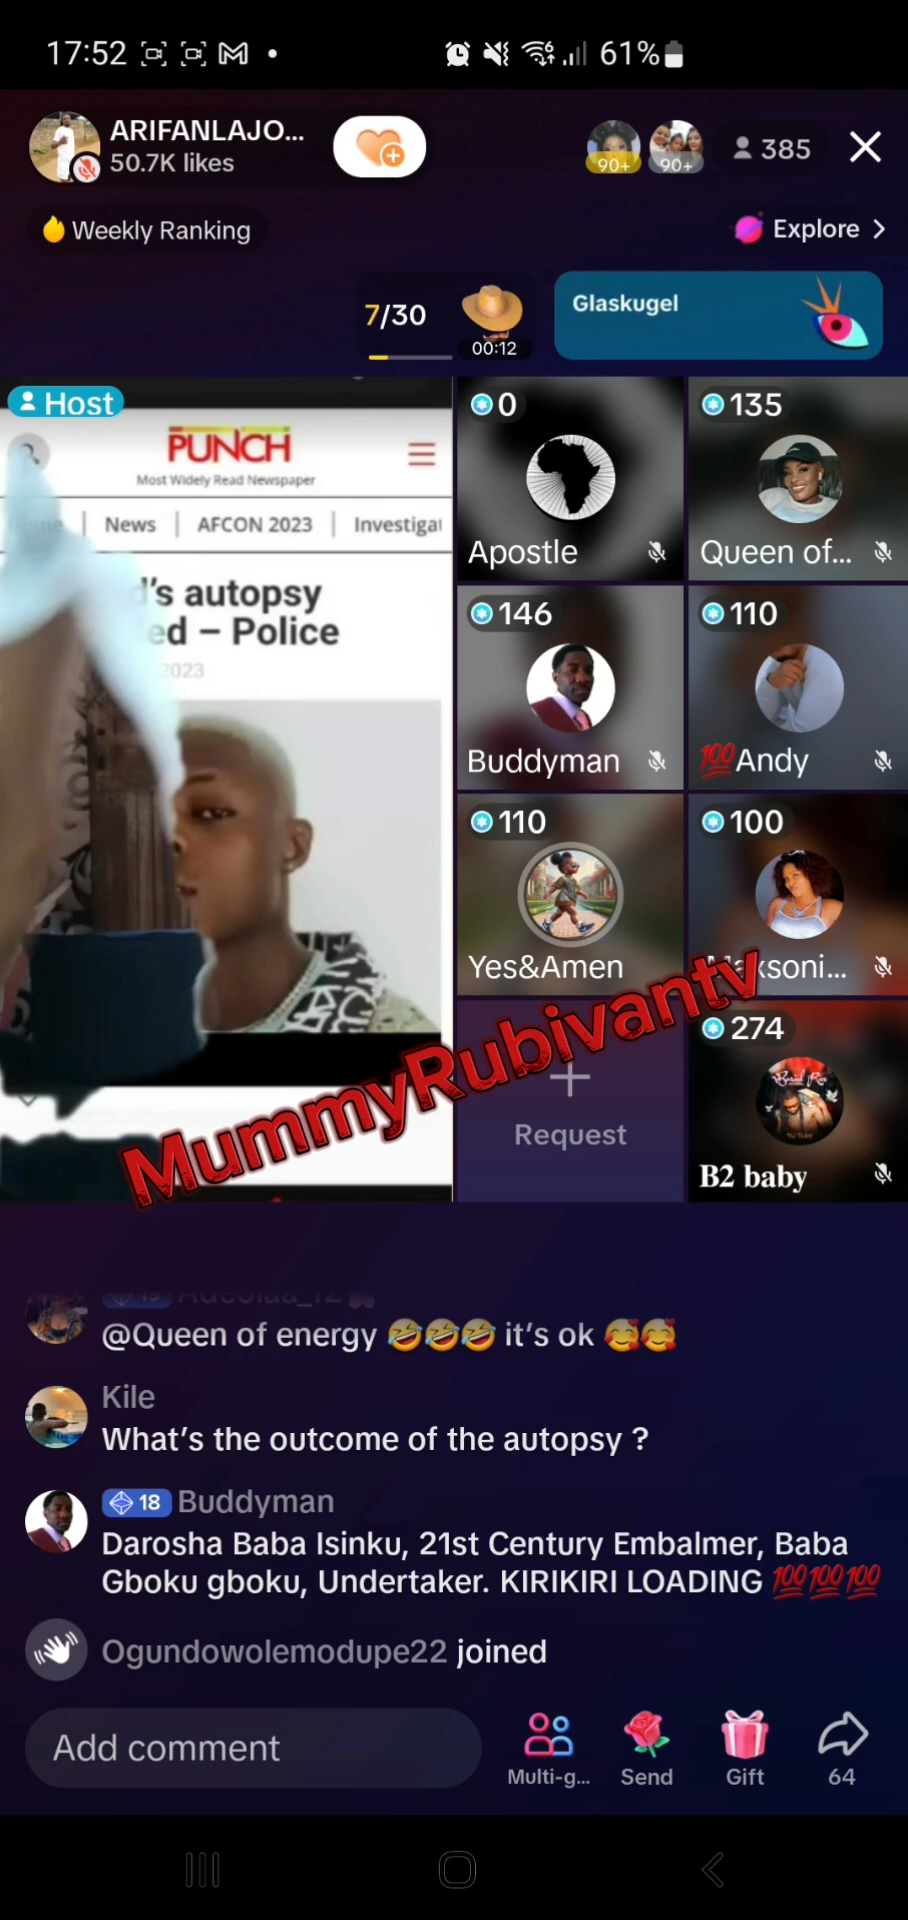 17:52
61%
ARIFANLAJO...
50.7K likes
90+
90+
385
Weekly Ranking
Explore
7/30
00:12
Glaskugel
Host
PUNCH
Most Widely Read Newspaper
News
AFCON 2023
autopsy
– Police
2023
0
Apostle
135
Queen of...
146
Buddyman
110
💯Andy
110
Yes&Amen
100
274
B2 baby
Request
MummyRubivantv
@Queen of energy 🤣🤣🤣 it's ok 🥰🥰
Kile
What's the outcome of the autopsy ?
18 Buddyman
Darosha Baba Isinku, 21st Century Embalmer, Baba
Gboku gboku, Undertaker. KIRIKIRI LOADING 💯💯💯
Ogundowolemodupe22 joined
Add comment
Multi-g...
Send
Gift
64